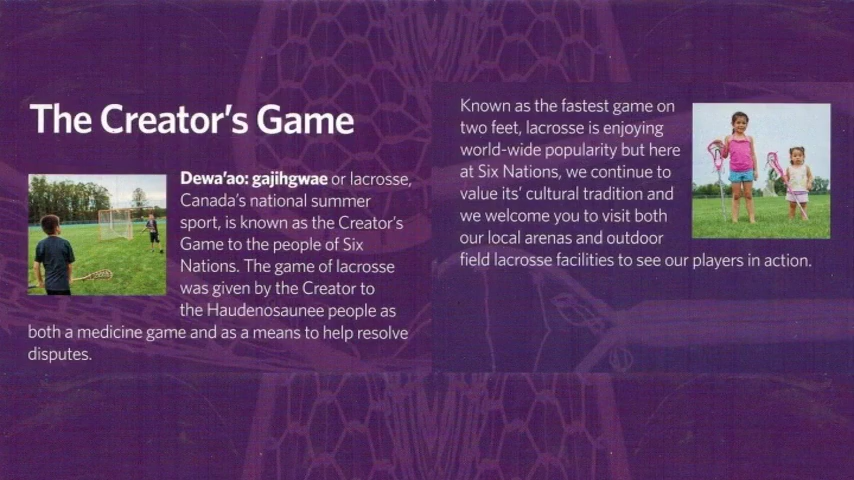 The Creator's Game
Dewa'ao: gajihgwae or lacrosse,
Canada's national summer
sport, is known as the Creator's
Game to the people of Six
Nations. The game of lacrosse
was given by the Creator to
the Haudenosaunee people as
both a medicine game and as a means to help resolve
disputes.
Known as the fastest game on
two feet, lacrosse is enjoying
world-wide popularity but here
at Six Nations, we continue to
value its' cultural tradition and
we welcome you to visit both
our local arenas and outdoor
field lacrosse facilities to see our players in action.